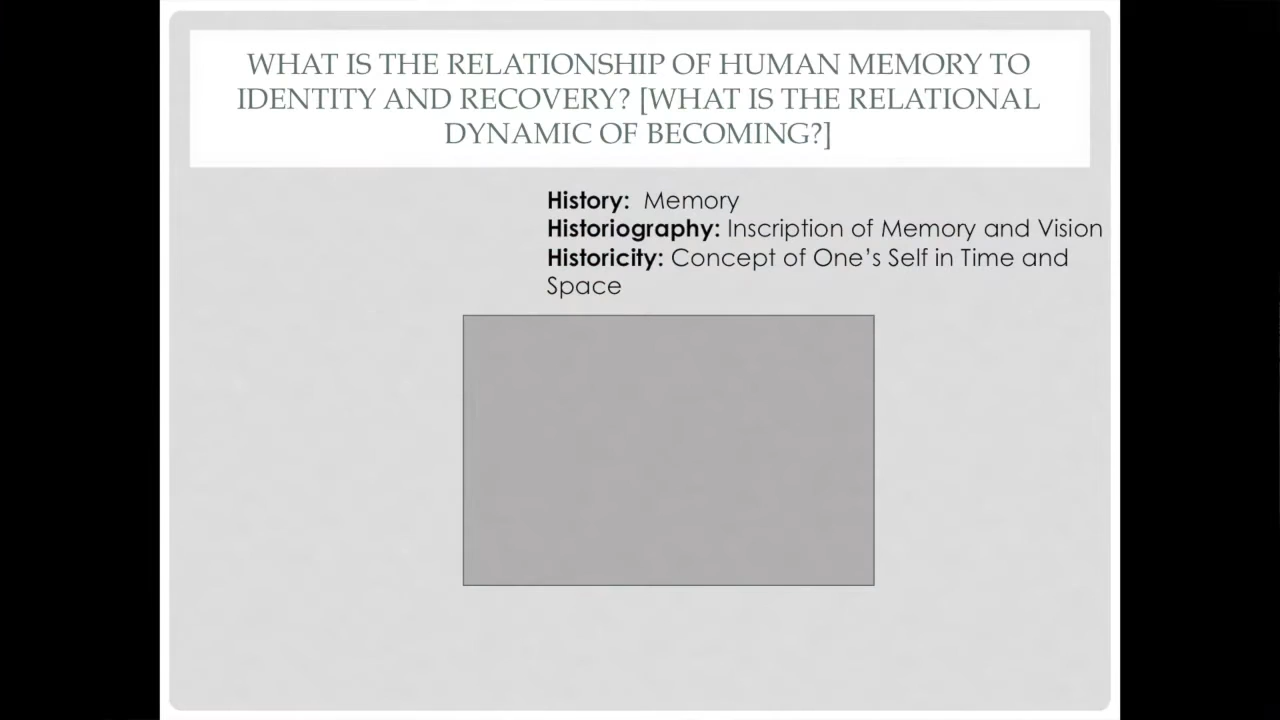 WHAT IS THE RELATIONSHIP OF HUMAN MEMORY TO
IDENTITY AND RECOVERY? [WHAT IS THE RELATIONAL
DYNAMIC OF BECOMING?]
History: Memory
Historiography: Inscription of Memory and Vision
Historicity: Concept of One’s Self in Time and
Space